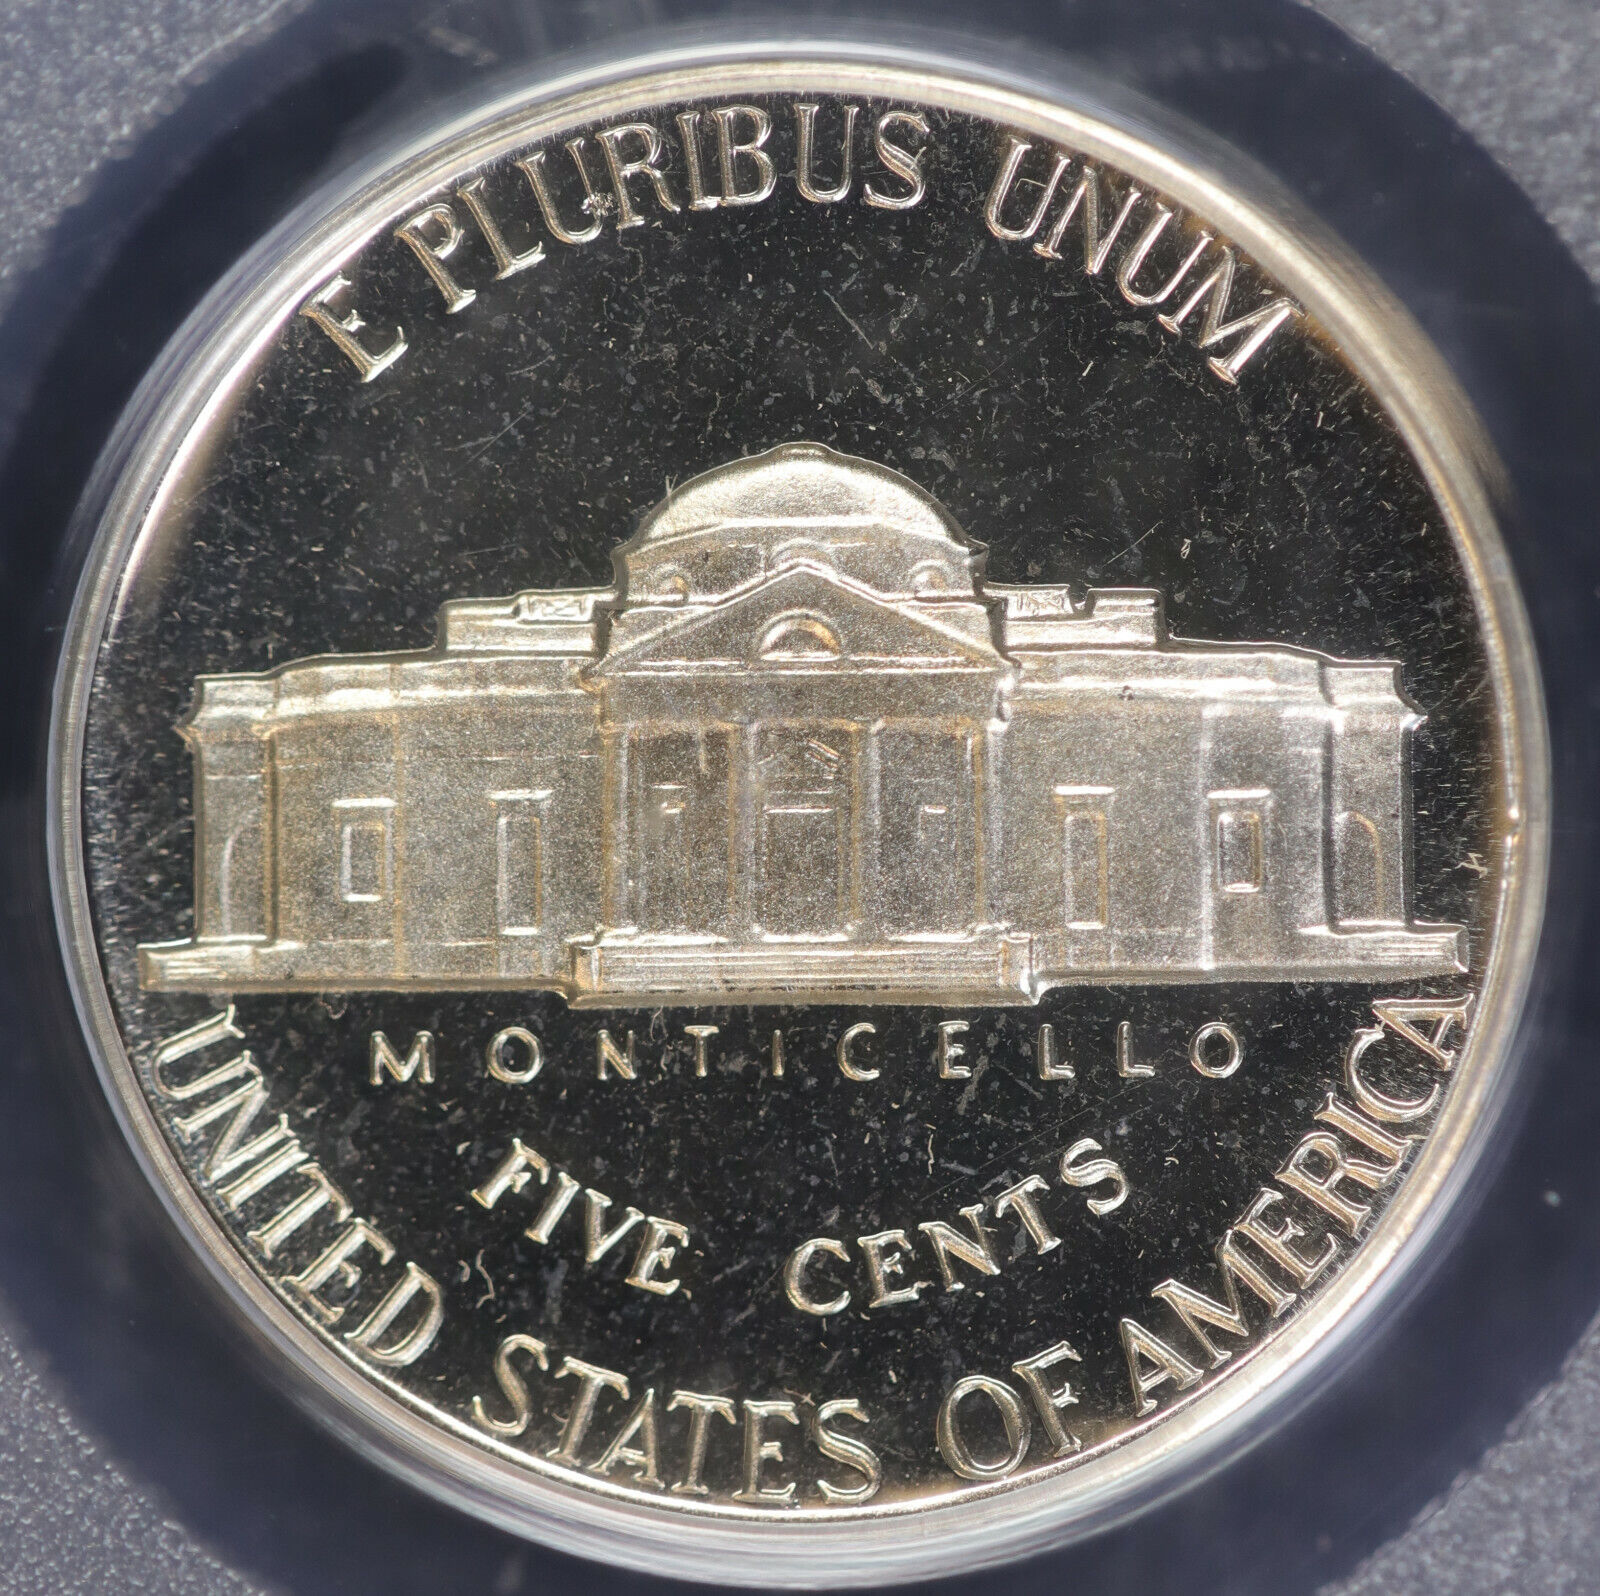 E PLURIBUS UNUM
MONTICELLO
FIVE CENTS
UNITED STATES OF AMERICA